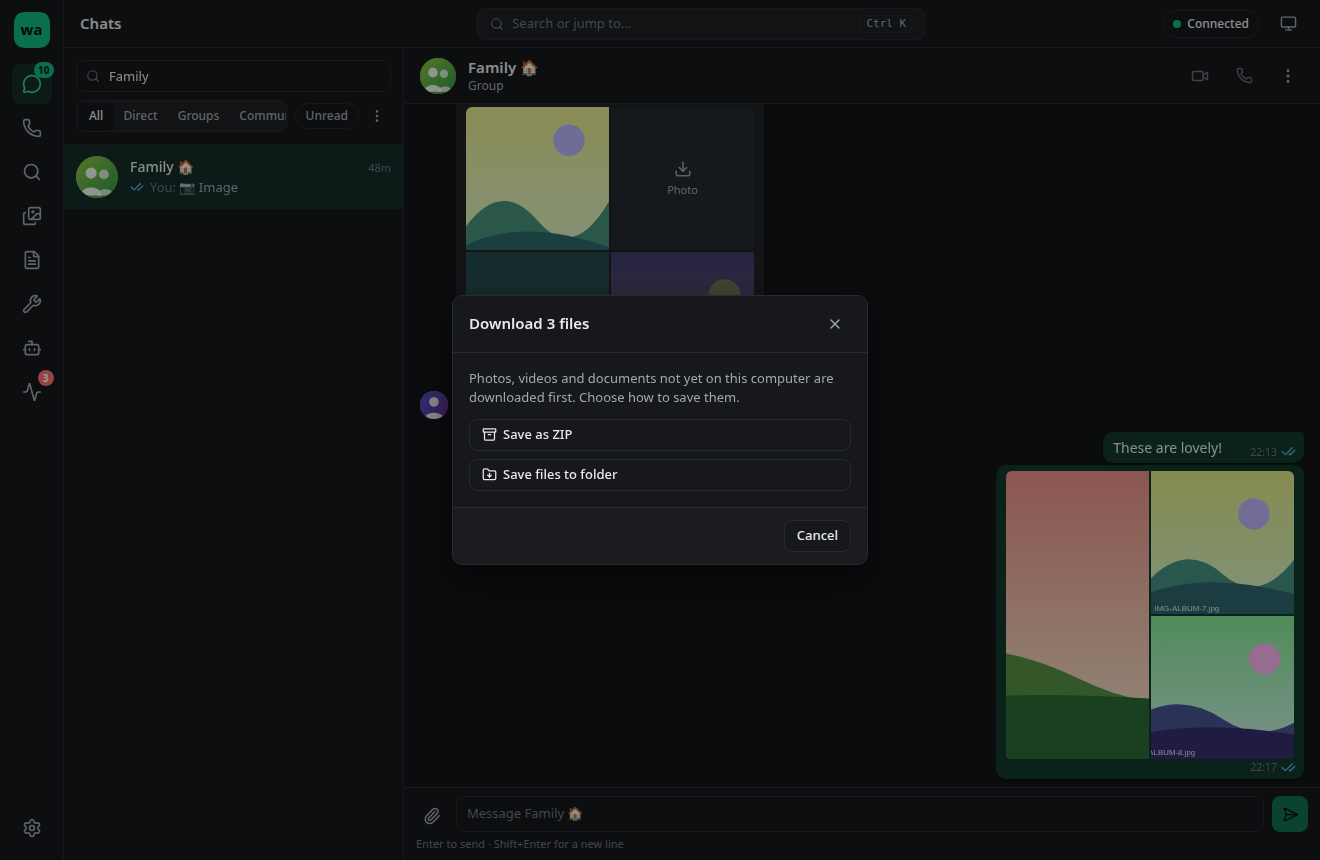 wa
Chats
Search or jump to...
Ctrl K
Connected
10
Family
All
Direct
Groups
Commu
Unread
Family 🏠
48m
You: 📷 Image
3
Family 🏠
Group
Photo
Download 3 files
Photos, videos and documents not yet on this computer are
downloaded first. Choose how to save them.
Save as ZIP
Save files to folder
Cancel
These are lovely!
22:13
IMG-ALBUM-7.jpg
ALBUM-8.jpg
22:17
Message Family 🏠
Enter to send · Shift+Enter for a new line